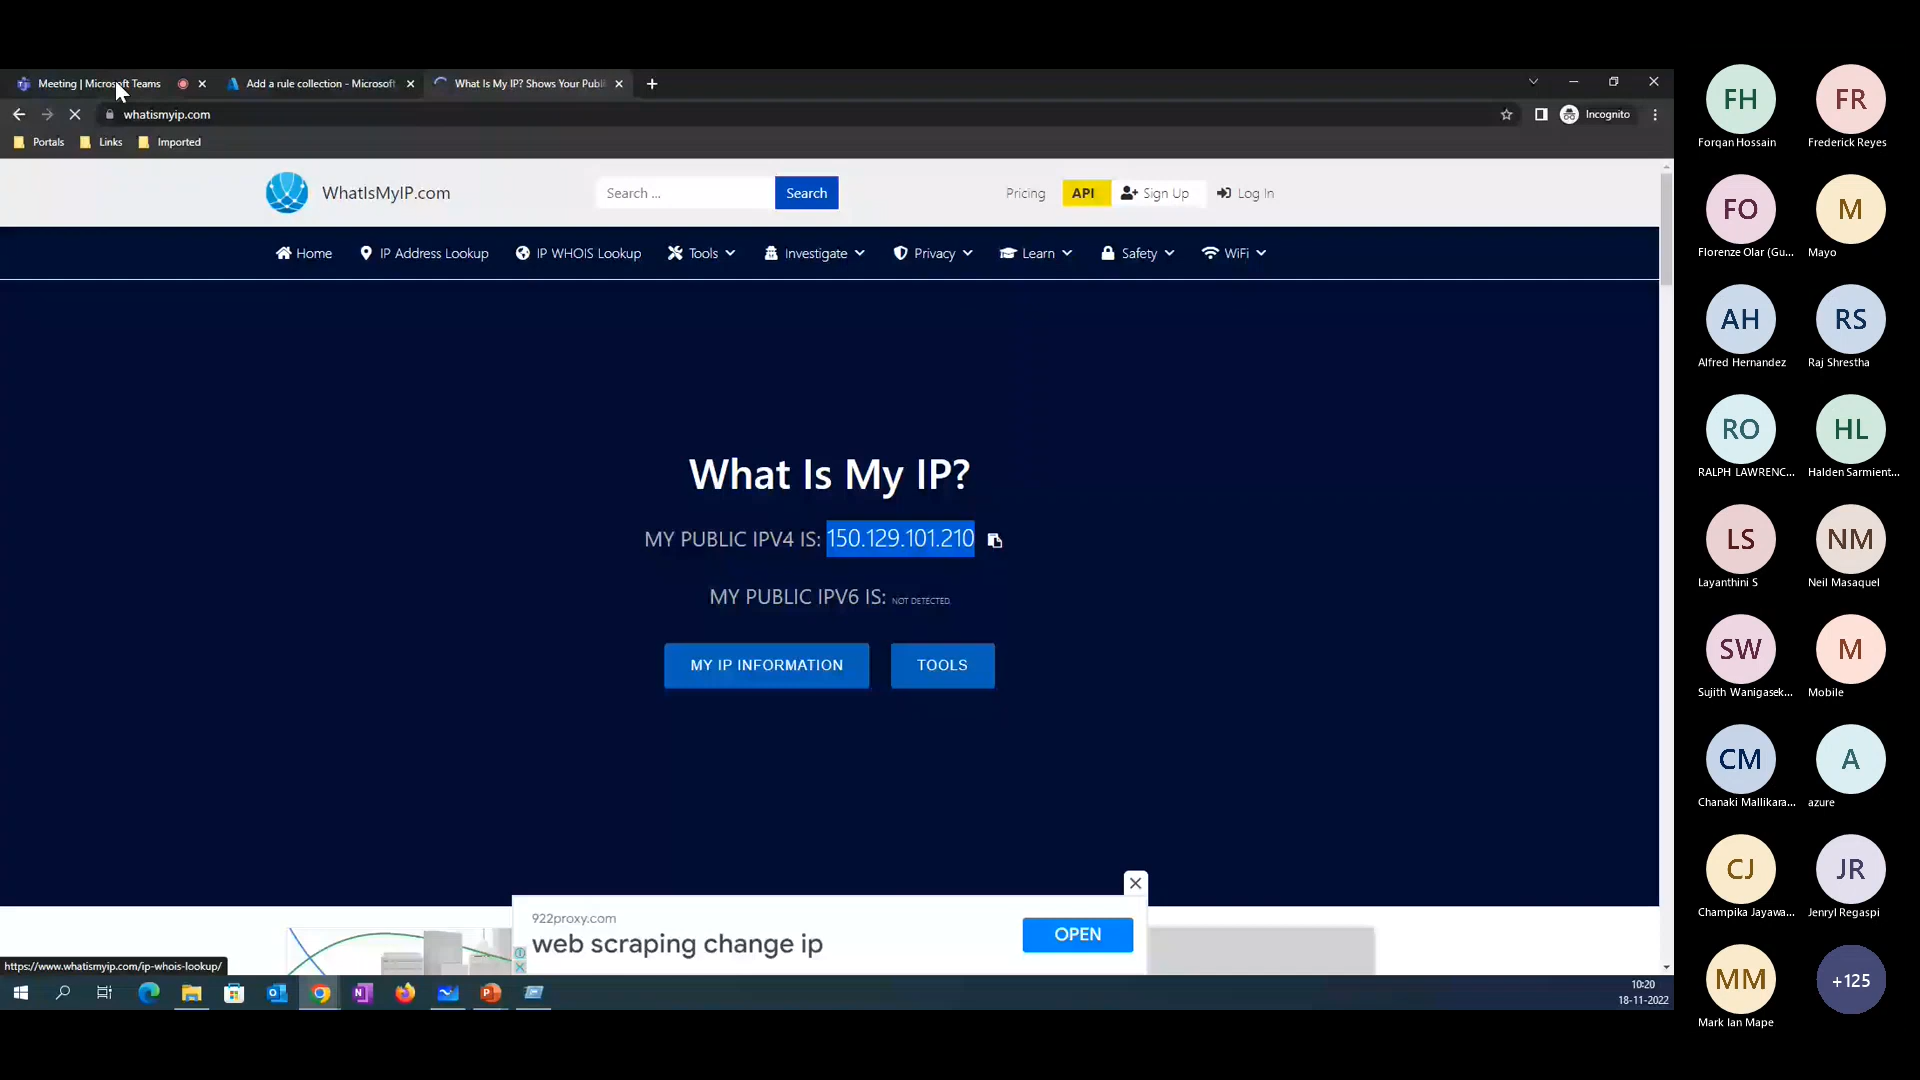 Meeting | Microsoft Teams
Add a rule collection - Microsoft
What Is My IP? Shows Your Publi
whatismyip.com
Incognito
Portals
Links
Imported
WhatIsMyIP.com
Search ...
Search
Pricing
API
Sign Up
Log In
Home
IP Address Lookup
IP WHOIS Lookup
Tools
Investigate
Privacy
Learn
Safety
WiFi
What Is My IP?
MY PUBLIC IPV4 IS: 150.129.101.210
MY PUBLIC IPV6 IS: NOT DETECTED.
MY IP INFORMATION
TOOLS
922proxy.com
web scraping change ip
OPEN
https://www.whatismyip.com/ip-whois-lookup/
10:20
18-11-2022
FH
Forqan Hossain
FR
Frederick Reyes
FO
Florenze Olar (Gu...
M
Mayo
AH
Alfred Hernandez
RS
Raj Shrestha
RO
RALPH LAWRENC...
HL
Halden Sarmient...
LS
Layanthini S
NM
Neil Masaquel
SW
Sujith Wanigasek...
M
Mobile
CM
Chanaki Mallikara...
A
azure
CJ
Champika Jayawa...
JR
Jenryl Regaspi
MM
Mark Ian Mape
+125